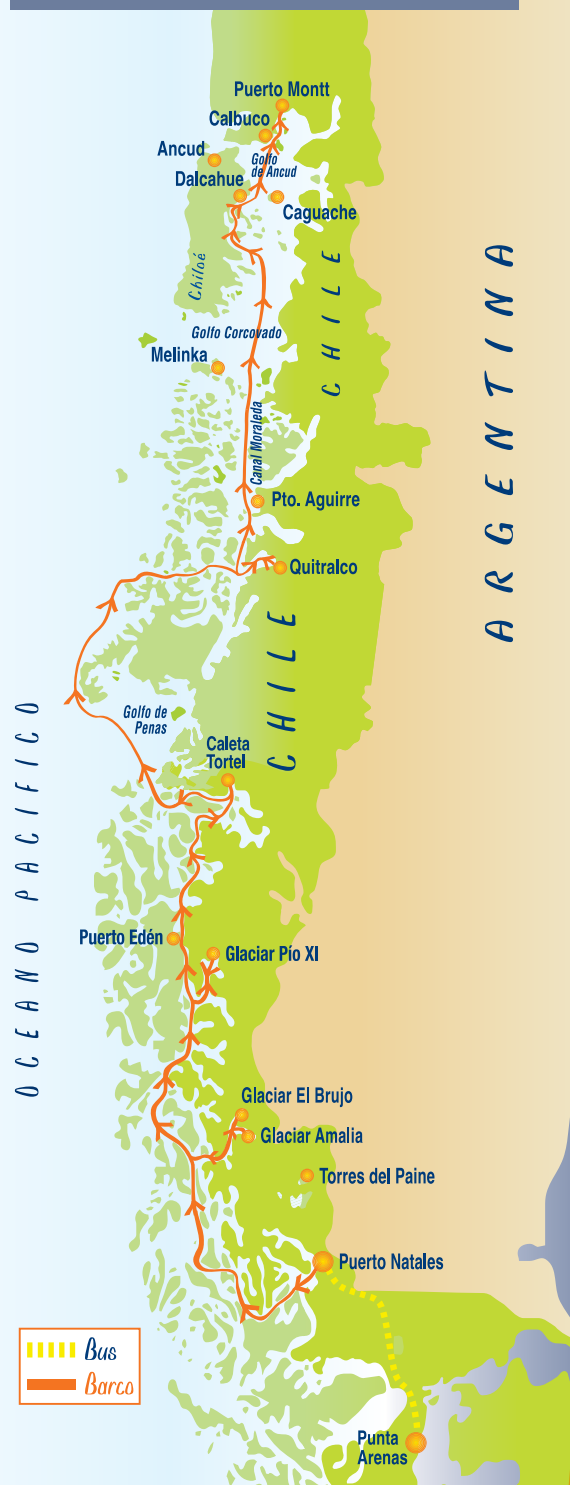 Puerto Montt
Calbuco
Ancud
Golfo
de Ancud
Dalcahue
Caguache
Chiloé
CHILE
ARGENTINA
Golfo Corcovado
Melinka
Canal Moraleda
Pto. Aguirre
Quitralco
CHILE
Golfo de
Penas
OCEANO PACIFICO
Caleta
Tortel
Puerto Edén
Glaciar Pío XI
Glaciar El Brujo
Glaciar Amalia
Torres del Paine
Puerto Natales
Bus
Barco
Punta
Arenas